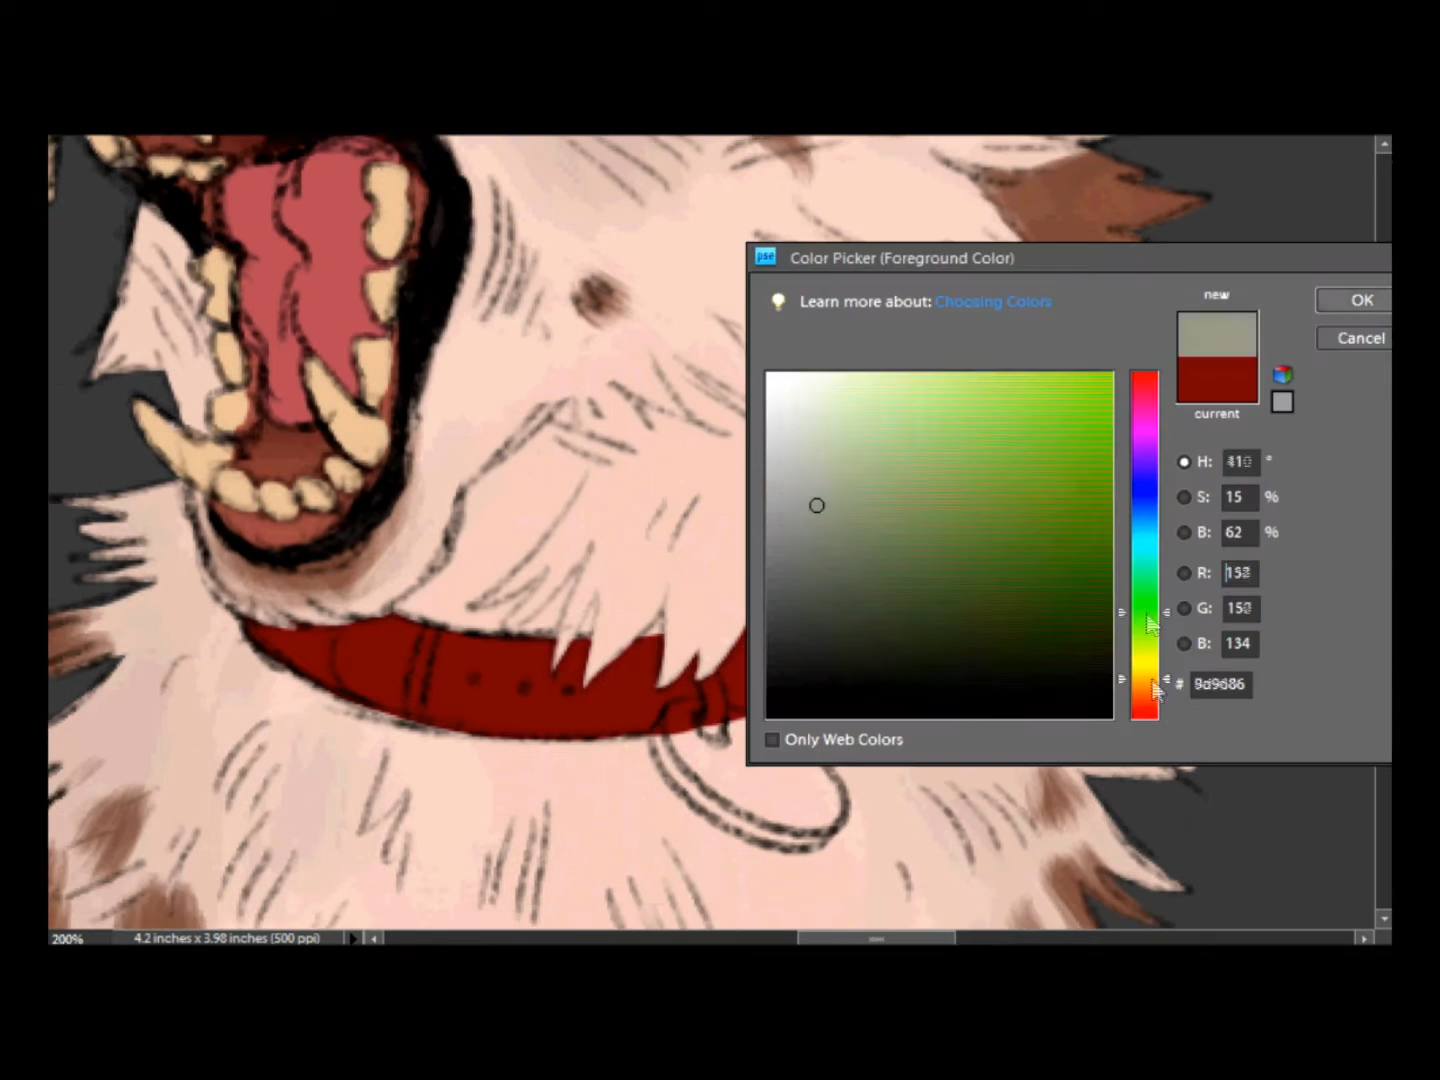 pse Color Picker (Foreground Color)
Learn more about: Choosing Colors
new
OK
Cancel
current
H: °
S: 15 %
B: 62 %
R:
G:
B: 134
#
Only Web Colors
200% 4.2 inches x 3.98 inches (500 ppi)